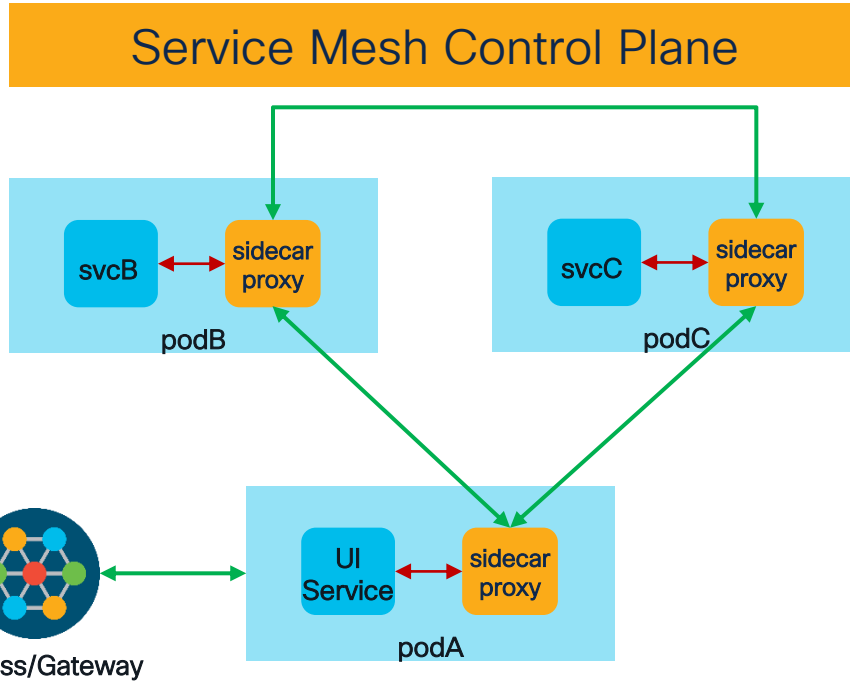 Service Mesh Control Plane
svcB
sidecar
proxy
podB
svcC
sidecar
proxy
podC
UI
Service
sidecar
proxy
podA
ss/Gateway